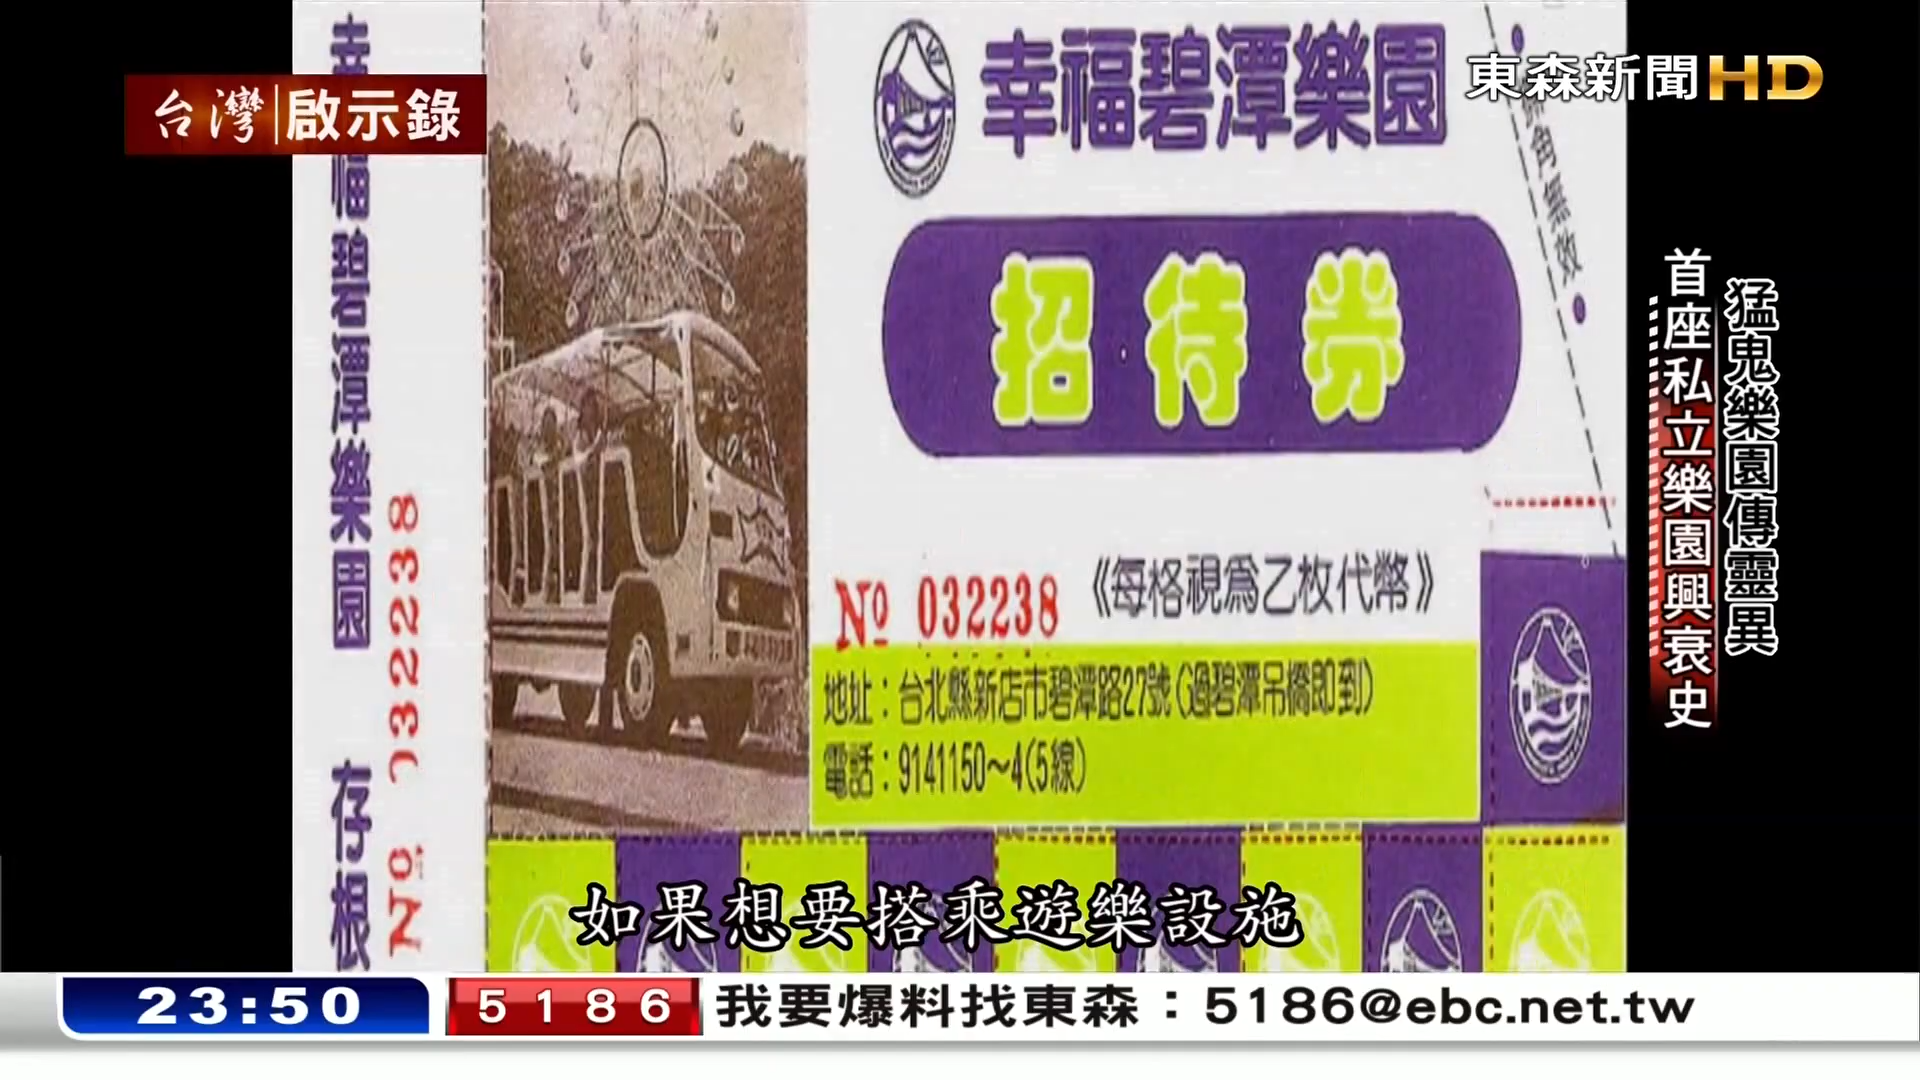 台灣啟示錄
東森新聞HD
幸福碧潭樂園
存根
№ 032238
幸福碧潭樂園
招待券
№ 032238
《每格視為乙枚代幣》
地址：台北縣新店市碧潭路27號(過碧潭吊橋即到)
電話：9141150～4(5線)
猛鬼樂園傳靈異
首座私立樂園興衰史
如果想要搭乘遊樂設施
23:50
5186
我要爆料找東森：5186@ebc.net.tw